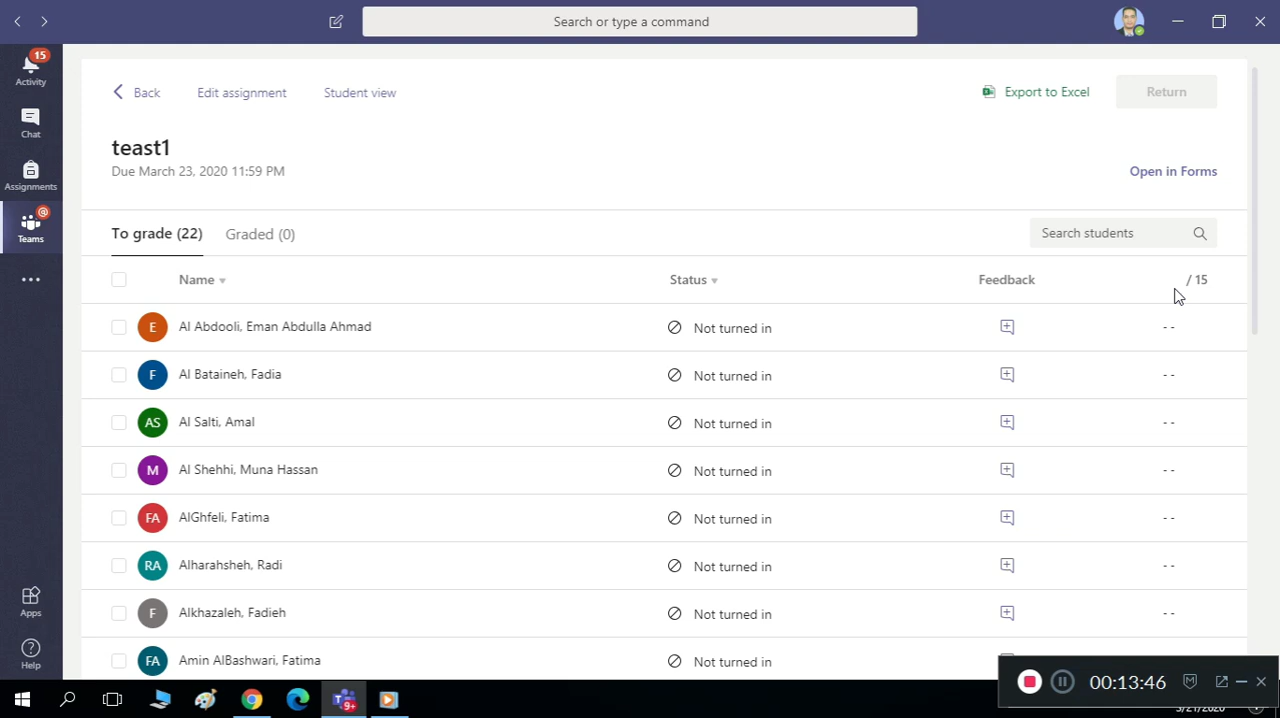 Search or type a command
15
Activity
Chat
Assignments
@
Teams
Apps
Help
Back Edit assignment Student view Export to Excel Return
teast1
Due March 23, 2020 11:59 PM
Open in Forms
To grade (22) Graded (0) Search students
Name Status Feedback / 15
E Al Abdooli, Eman Abdulla Ahmad Not turned in - -
F Al Bataineh, Fadia Not turned in - -
AS Al Salti, Amal Not turned in - -
M Al Shehhi, Muna Hassan Not turned in - -
FA AlGhfeli, Fatima Not turned in - -
RA Alharahsheh, Radi Not turned in - -
F Alkhazaleh, Fadieh Not turned in - -
FA Amin AlBashwari, Fatima Not turned in
00:13:46
9+